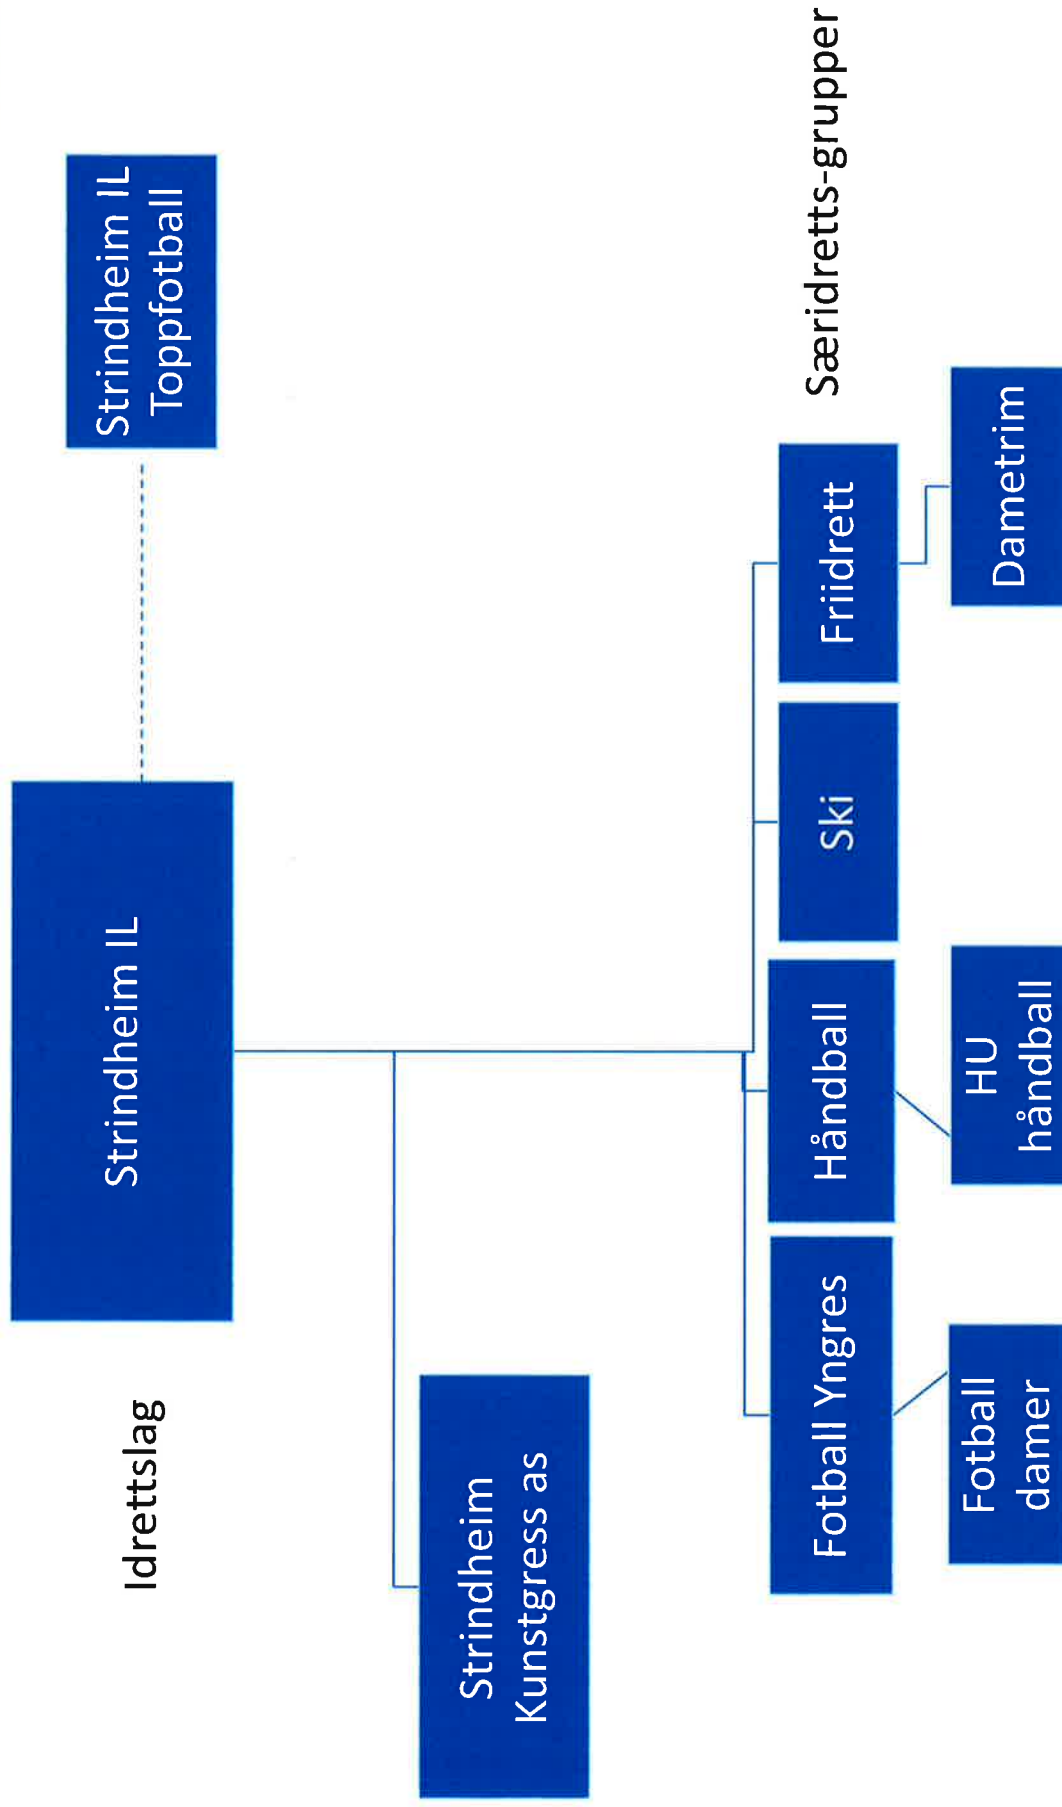 Idrettslag
Strindheim IL
Strindheim IL
Toppfotball
Strindheim
Kunstgress as
Særidretts-grupper
Fotball Yngres
Håndball
Ski
Friidrett
Fotball
damer
HU
håndball
Dametrim